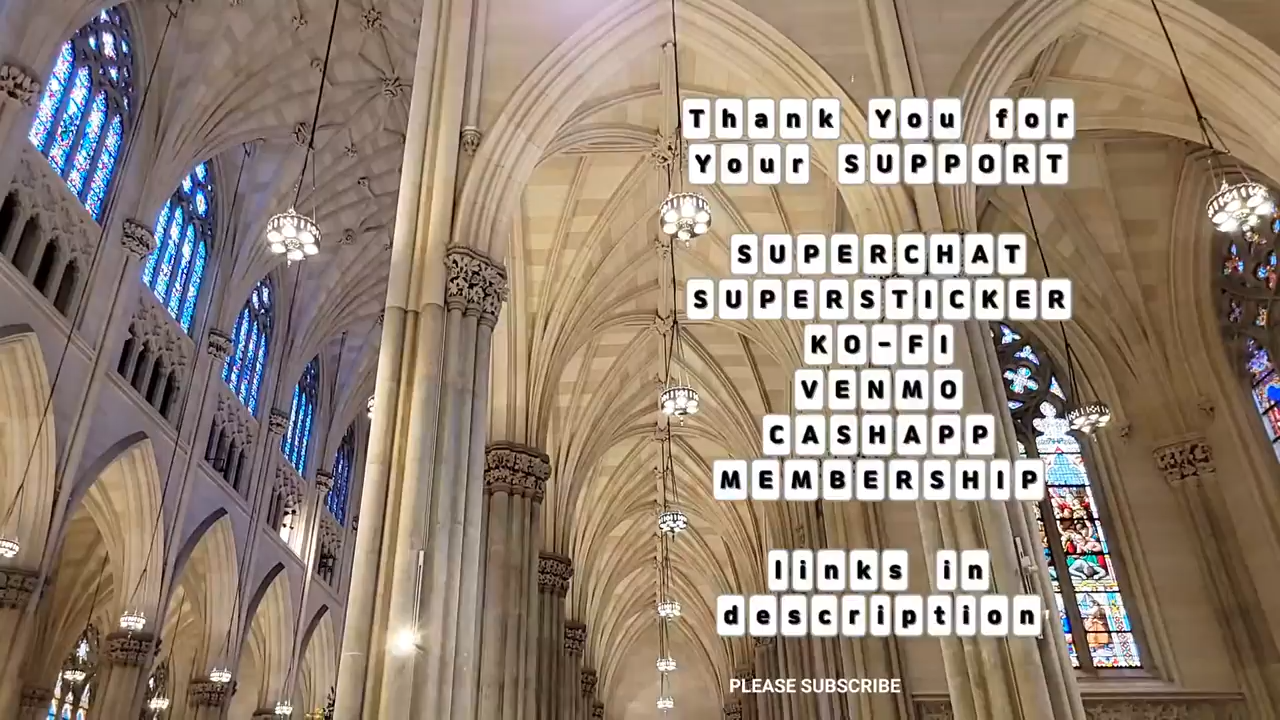 Thank You for
Your SUPPORT
SUPERCHAT
SUPERSTICKER
KO-FI
VENMO
CASHAPP
MEMBERSHIP
links in
description
PLEASE SUBSCRIBE